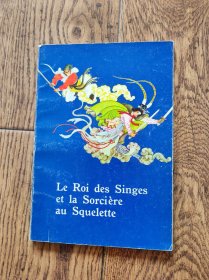 Le Roi des Singes
et la Sorcière
au Squelette